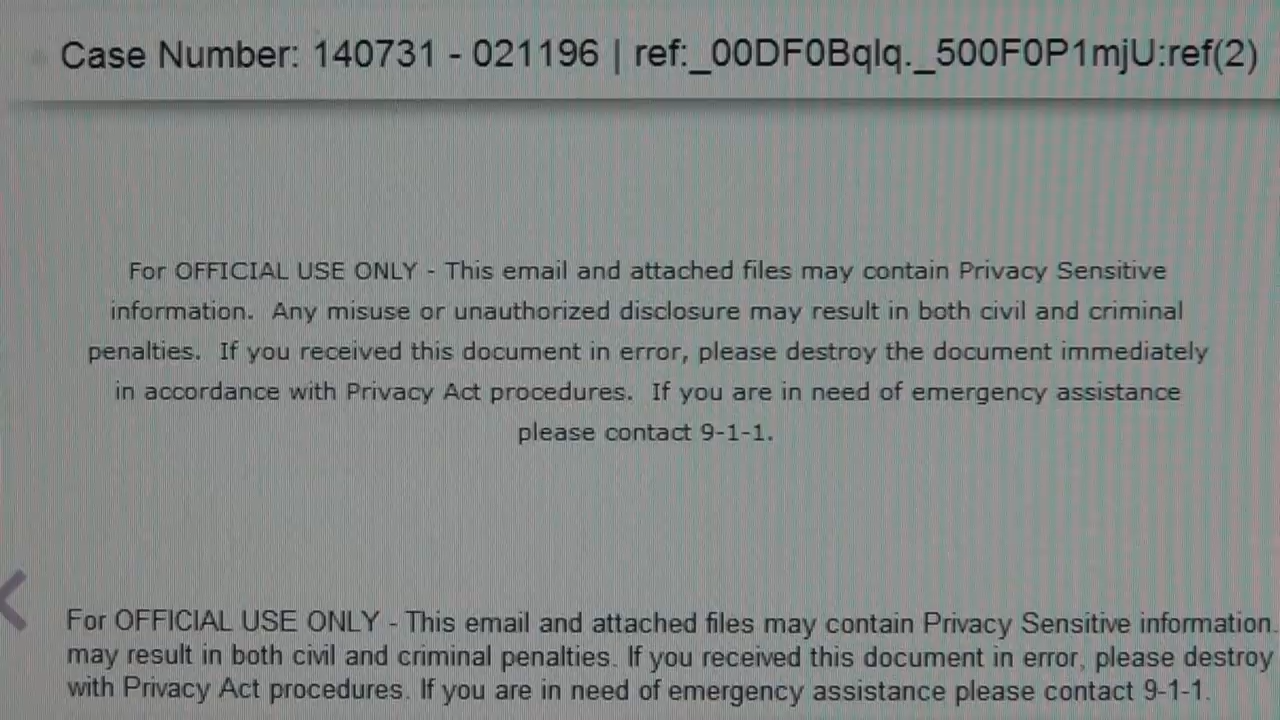 Case Number: 140731 - 021196 | ref:_00DF0Bqlq._500F0P1mjU:ref(2)
For OFFICIAL USE ONLY - This email and attached files may contain Privacy Sensitive
information.  Any misuse or unauthorized disclosure may result in both civil and criminal
penalties.  If you received this document in error, please destroy the document immediately
in accordance with Privacy Act procedures.  If you are in need of emergency assistance
please contact 9-1-1.
For OFFICIAL USE ONLY - This email and attached files may contain Privacy Sensitive information.
may result in both civil and criminal penalties. If you received this document in error, please destroy
with Privacy Act procedures. If you are in need of emergency assistance please contact 9-1-1.